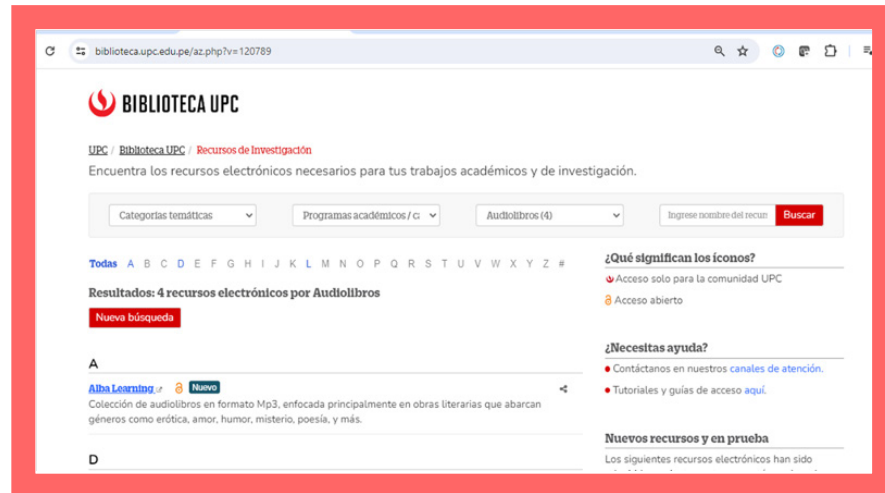 biblioteca.upc.edu.pe/az.php?v=120789
BIBLIOTECA UPC
UPC / Biblioteca UPC / Recursos de Investigación
Encuentra los recursos electrónicos necesarios para tus trabajos académicos y de investigación.
Categorías temáticas
Programas académicos / ca
Audiolibros (4)
Ingrese nombre del recurs
Buscar
Todas A B C D E F G H I J K L M N O P Q R S T U V W X Y Z #
Resultados: 4 recursos electrónicos por Audiolibros
Nueva búsqueda
A
Alba Learning Nuevo
Colección de audiolibros en formato Mp3, enfocada principalmente en obras literarias que abarcan
géneros como erótica, amor, humor, misterio, poesía, y más.
D
¿Qué significan los íconos?
Acceso solo para la comunidad UPC
Acceso abierto
¿Necesitas ayuda?
Contáctanos en nuestros canales de atención.
Tutoriales y guías de acceso aquí.
Nuevos recursos y en prueba
Los siguientes recursos electrónicos han sido